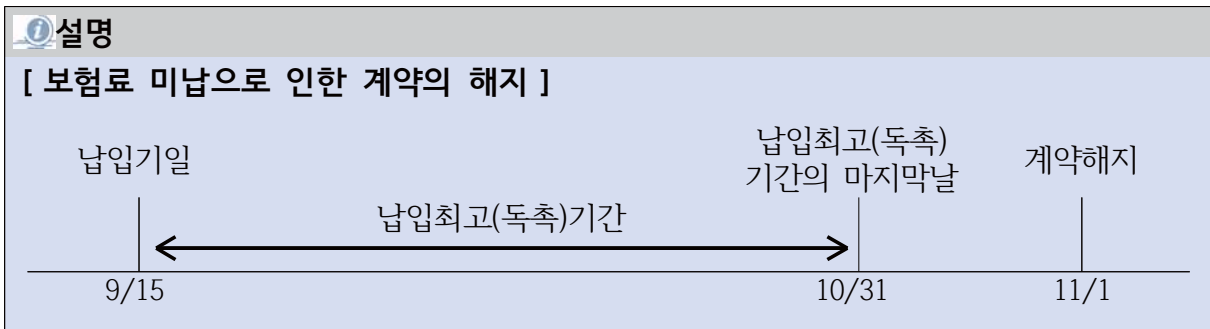 설명
[ 보험료 미납으로 인한 계약의 해지 ]
납입기일
납입최고(독촉)
기간의 마지막날
계약해지
납입최고(독촉)기간
9/15
10/31
11/1